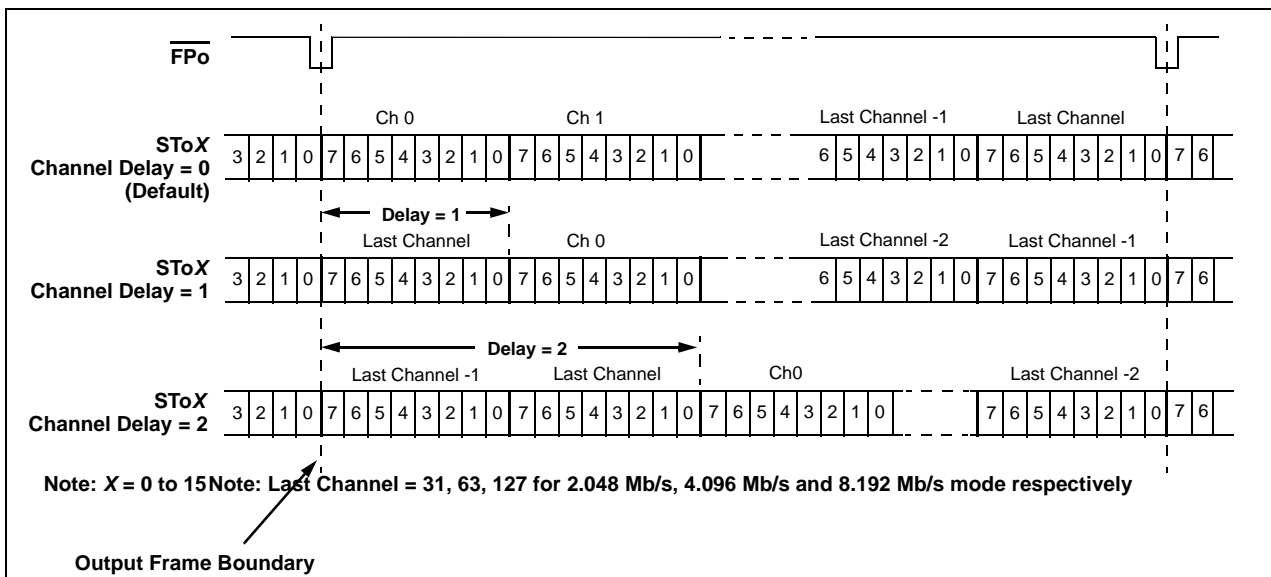 FPo
Ch 0 Ch 1 Last Channel -1 Last Channel
SToX
Channel Delay = 0
(Default)
3 2 1 0 7 6 5 4 3 2 1 0 7 6 5 4 3 2 1 0 6 5 4 3 2 1 0 7 6 5 4 3 2 1 0 7 6
Delay = 1
Last Channel Ch 0 Last Channel -2 Last Channel -1
SToX
Channel Delay = 1
3 2 1 0 7 6 5 4 3 2 1 0 7 6 5 4 3 2 1 0 6 5 4 3 2 1 0 7 6 5 4 3 2 1 0 7 6
Delay = 2
Last Channel -1 Last Channel Ch0 Last Channel -2
SToX
Channel Delay = 2
3 2 1 0 7 6 5 4 3 2 1 0 7 6 5 4 3 2 1 0 7 6 5 4 3 2 1 0 7 6 5 4 3 2 1 0 7 6
Note: X = 0 to 15Note: Last Channel = 31, 63, 127 for 2.048 Mb/s, 4.096 Mb/s and 8.192 Mb/s mode respectively
Output Frame Boundary